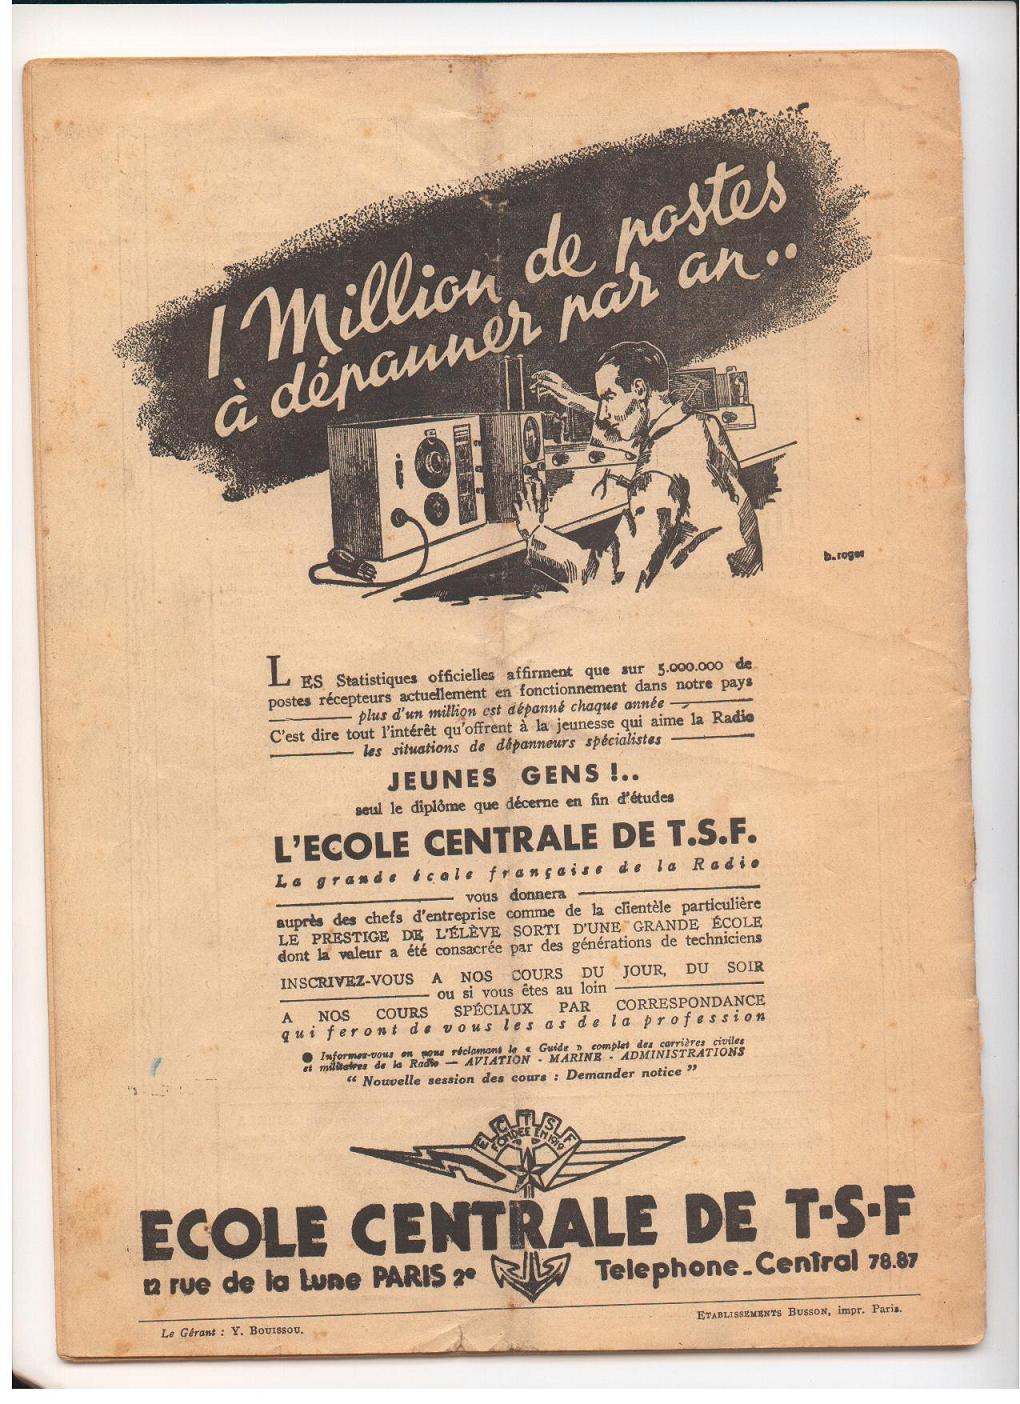 1 Million de postes
à dépanner par an..
b. roger
LES Statistiques officielles affirment que sur 5.000.000 de
postes récepteurs actuellement en fonctionnement dans notre pays
plus d'un million est dépanné chaque année
C'est dire tout l'intérêt qu'offrent à la jeunesse qui aime la Radio
les situations de dépanneurs spécialistes
JEUNES GENS !..
seul le diplôme que décerne en fin d'études
L'ECOLE CENTRALE DE T.S.F.
La grande école française de la Radio
vous donnera
auprès des chefs d'entreprise comme de la clientèle particulière
LE PRESTIGE DE L'ÉLÈVE SORTI D'UNE GRANDE ÉCOLE
dont la valeur a été consacrée par des générations de techniciens
INSCRIVEZ-VOUS A NOS COURS DU JOUR, DU SOIR
ou si vous êtes au loin
A NOS COURS SPÉCIAUX PAR CORRESPONDANCE
qui feront de vous les as de la profession
● Informez-vous en nous réclamant le « Guide » complet des carrières civiles
et militaires de la Radio — AVIATION - MARINE - ADMINISTRATIONS
“ Nouvelle session des cours : Demander notice ”
E C T S F
FONDÉE EN 1919
ECOLE CENTRALE DE T·S·F
12 rue de la Lune PARIS 2e Telephone_Central 78.87
ETABLISSEMENTS BUSSON, impr. Paris.
Le Gérant : Y. BOUISSOU.